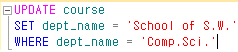 UPDATE course
SET dept_name = 'School of S.W.'
WHERE dept_name = 'Comp.Sci.'